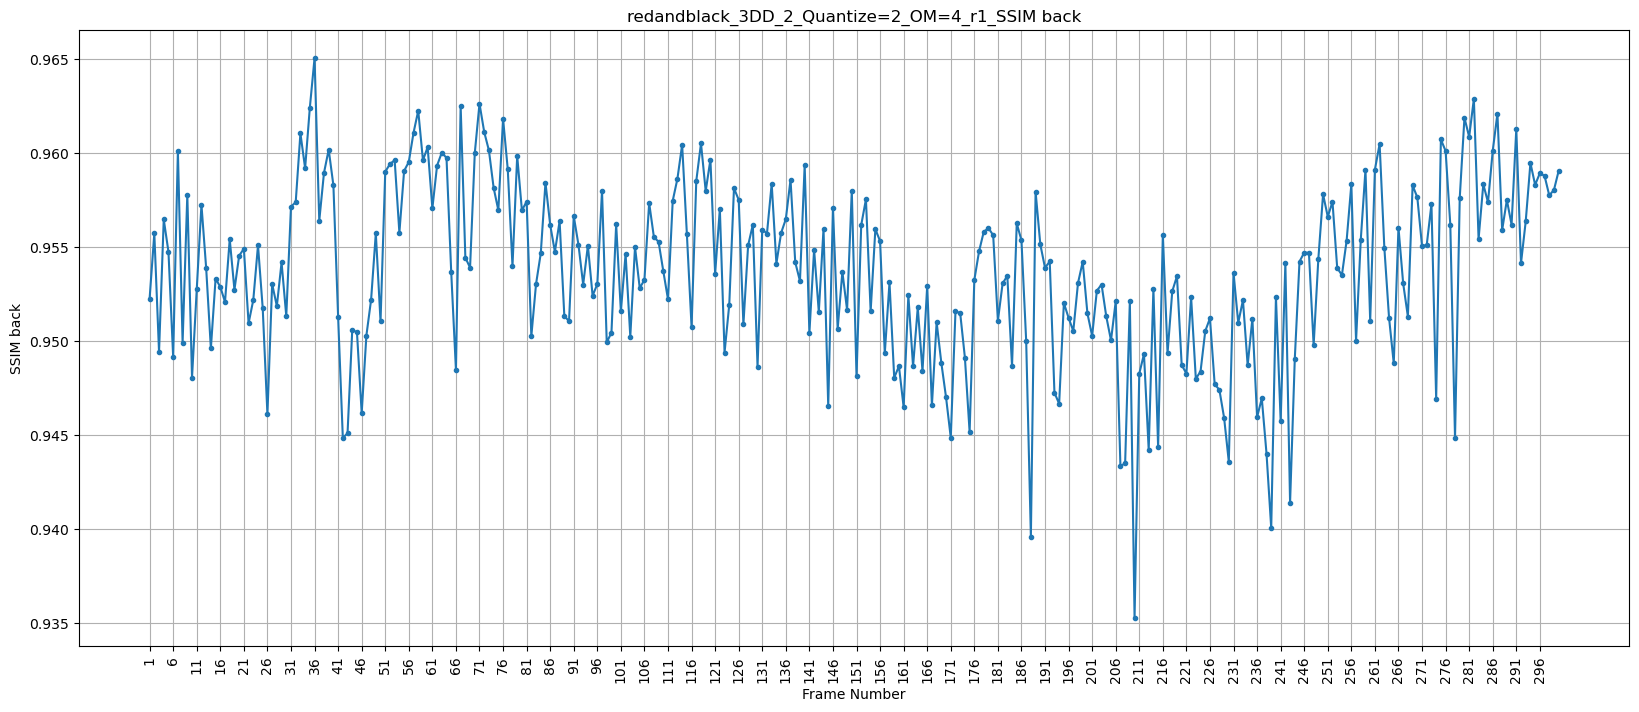 redandblack_3DD_2_Quantize=2_OM=4_r1_SSIM back
SSIM back
0.965
0.960
0.955
0.950
0.945
0.940
0.935
1 6 11 16 21 26 31 36 41 46 51 56 61 66 71 76 81 86 91 96 101 106 111 116 121 126 131 136 141 146 151 156 161 166 171 176 181 186 191 196 201 206 211 216 221 226 231 236 241 246 251 256 261 266 271 276 281 286 291 296
Frame Number